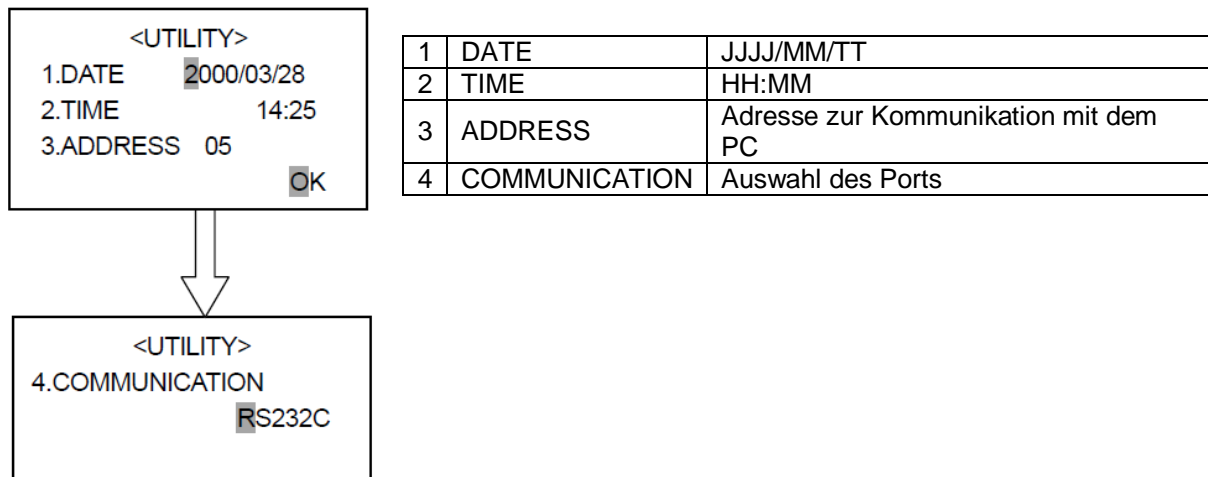 <UTILITY>
1.DATE 2000/03/28
2.TIME 14:25
3.ADDRESS 05
OK
1 DATE JJJJ/MM/TT
2 TIME HH:MM
3 ADDRESS Adresse zur Kommunikation mit dem
PC
4 COMMUNICATION Auswahl des Ports
<UTILITY>
4.COMMUNICATION
RS232C